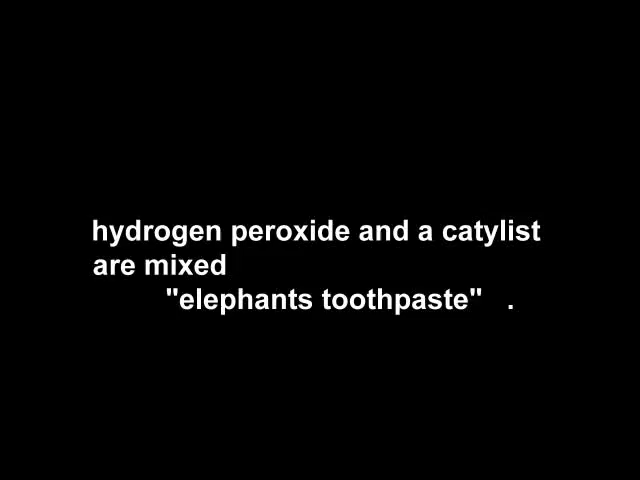 hydrogen peroxide and a catylist
are mixed
"elephants toothpaste" .